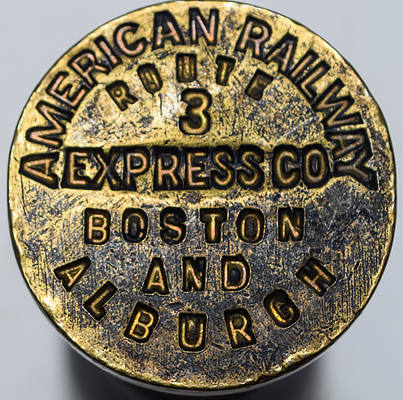 AMERICAN RAILWAY
ROUTE
3
EXPRESS CO
BOSTON
AND
ALBURGH